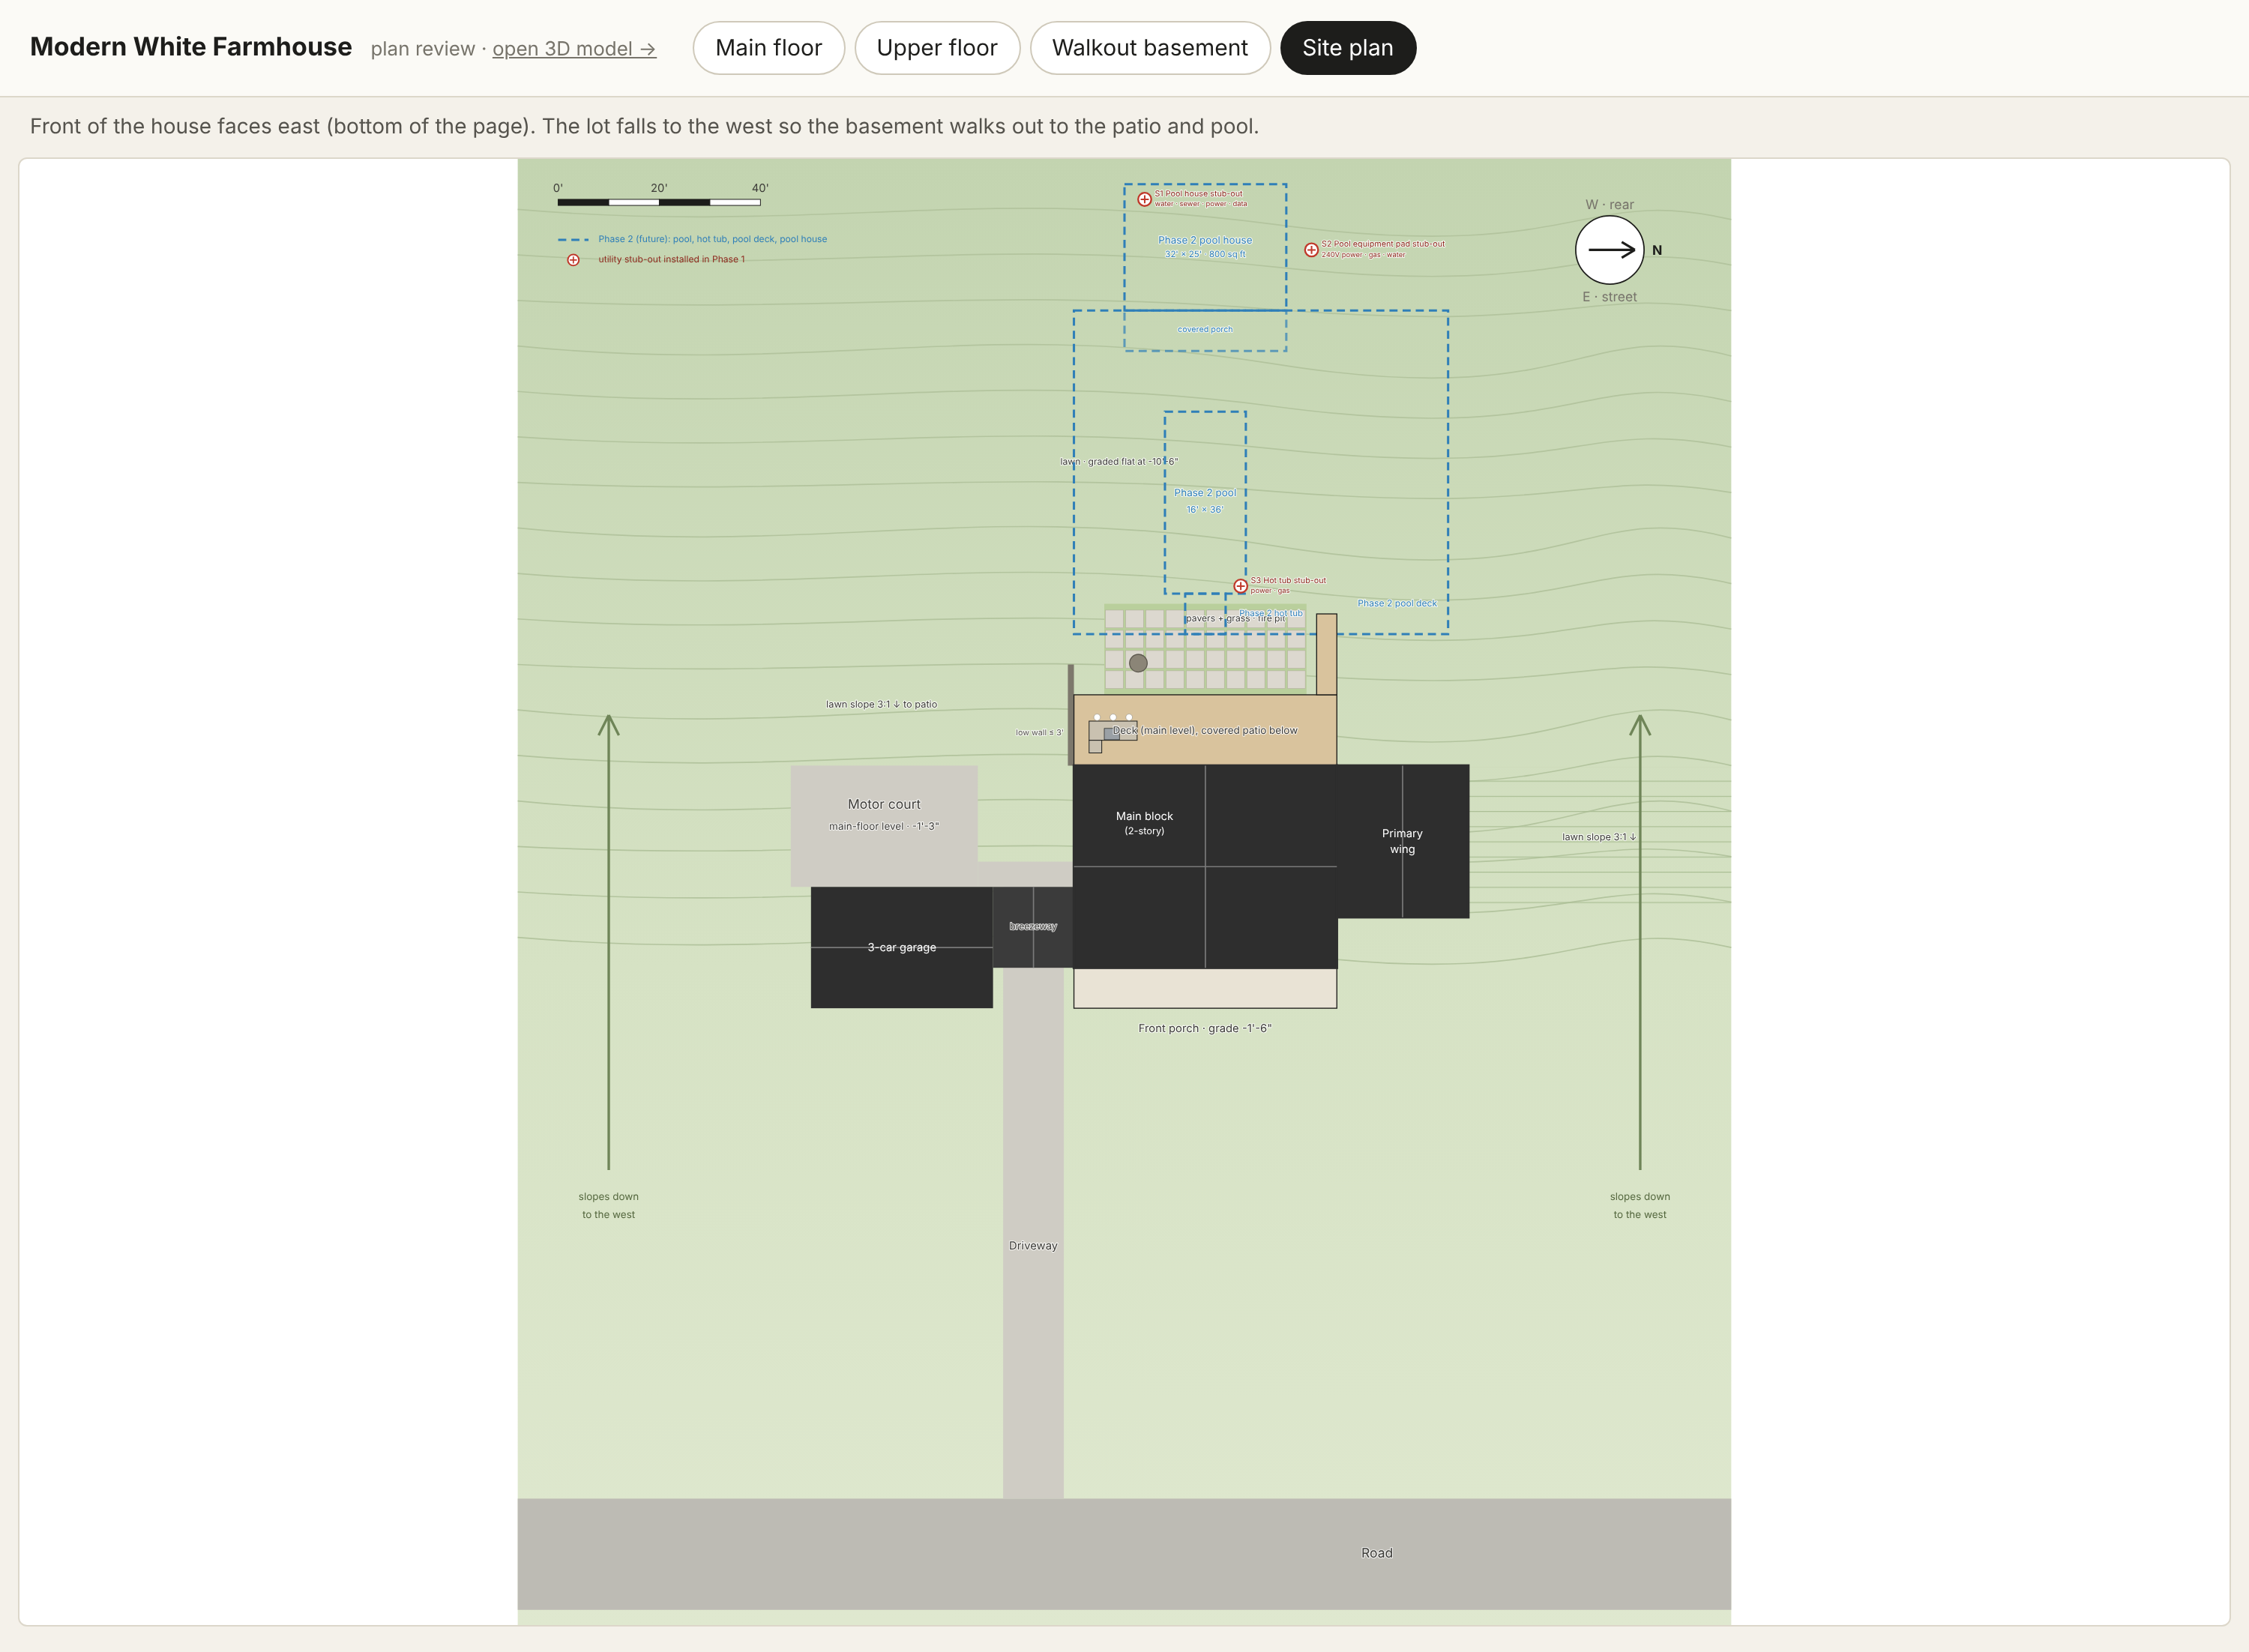 Modern White Farmhouse plan review · open 3D model → Main floor Upper floor Walkout basement Site plan
Front of the house faces east (bottom of the page). The lot falls to the west so the basement walks out to the patio and pool.
0' 20' 40'
Phase 2 (future): pool, hot tub, pool deck, pool house
utility stub-out installed in Phase 1
S1 Pool house stub-out
water · sewer · power · data
Phase 2 pool house
32' × 25' · 800 sq ft
S2 Pool equipment pad stub-out
240V power · gas · water
W · rear
N
E · street
covered porch
lawn · graded flat at -10'-6"
Phase 2 pool
16' × 36'
S3 Hot tub stub-out
power · gas
Phase 2 pool deck
Phase 2 hot tub
pavers + grass · fire pit
lawn slope 3:1 ↓ to patio
low wall ≤ 3'
Deck (main level), covered patio below
Motor court
main-floor level · -1'-3"
Main block
(2-story)
Primary
wing
lawn slope 3:1 ↓
breezeway
3-car garage
Front porch · grade -1'-6"
slopes down
to the west
slopes down
to the west
Driveway
Road